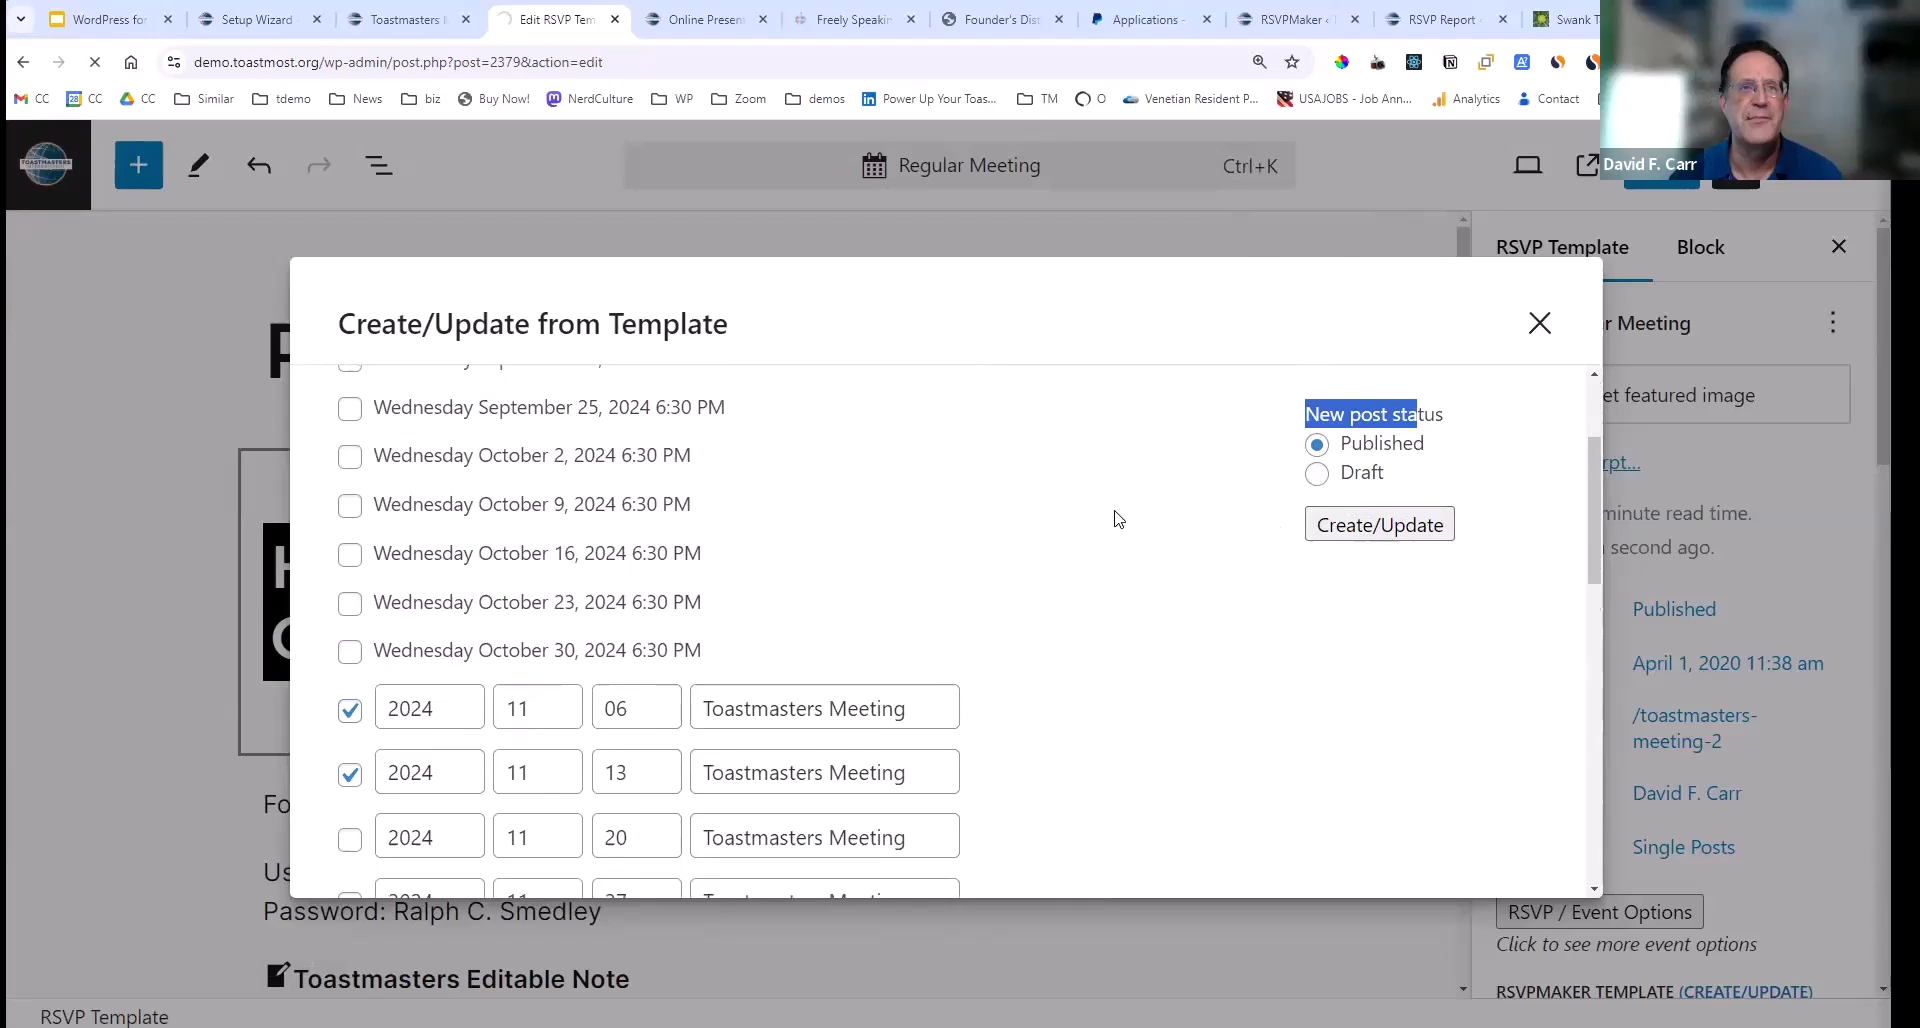 WordPress for
Setup Wizard
Toastmasters
Edit RSVP Tem
Online Presen
Freely Speakin
Founder's Dis
Applications -
RSVPMaker ‹
RSVP Report
Swank T
demo.toastmost.org/wp-admin/post.php?post=2379&action=edit
CC
CC
CC
Similar
tdemo
News
biz
Buy Now!
NerdCulture
WP
Zoom
demos
Power Up Your Toas...
TM
O
Venetian Resident P...
USAJOBS - Job Ann...
Analytics
Contact
David F. Carr
TOASTMASTERS
Regular Meeting
Ctrl+K
RSVP Template
Block
r Meeting
et featured image
rpt...
minute read time.
second ago.
Published
April 1, 2020 11:38 am
/toastmasters-
meeting-2
David F. Carr
Single Posts
RSVP / Event Options
Click to see more event options
RSVPMAKER TEMPLATE (CREATE/UPDATE)
Create/Update from Template
Wednesday September 25, 2024 6:30 PM
Wednesday October 2, 2024 6:30 PM
Wednesday October 9, 2024 6:30 PM
Wednesday October 16, 2024 6:30 PM
Wednesday October 23, 2024 6:30 PM
Wednesday October 30, 2024 6:30 PM
2024 11 06 Toastmasters Meeting
2024 11 13 Toastmasters Meeting
2024 11 20 Toastmasters Meeting
New post status
Published
Draft
Create/Update
Fo
Us
Password: Ralph C. Smedley
Toastmasters Editable Note
RSVP Template